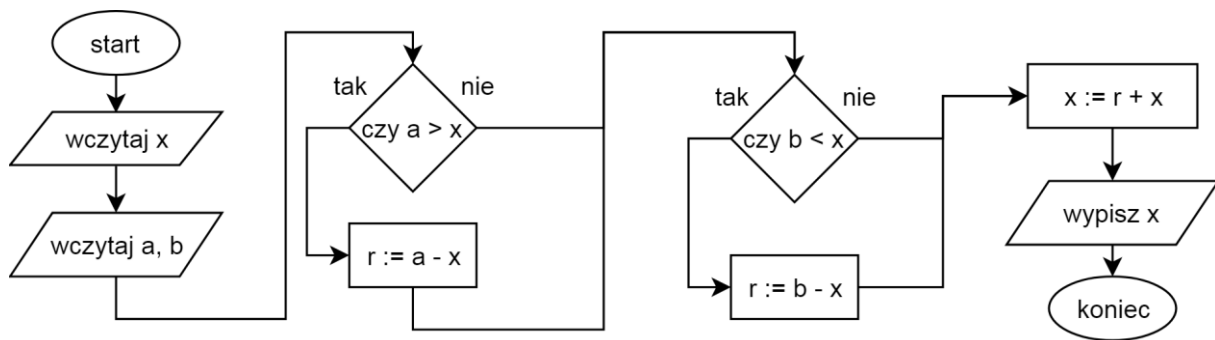 start
wczytaj x
wczytaj a, b
tak
nie
czy a > x
r := a - x
tak
nie
czy b < x
r := b - x
x := r + x
wypisz x
koniec